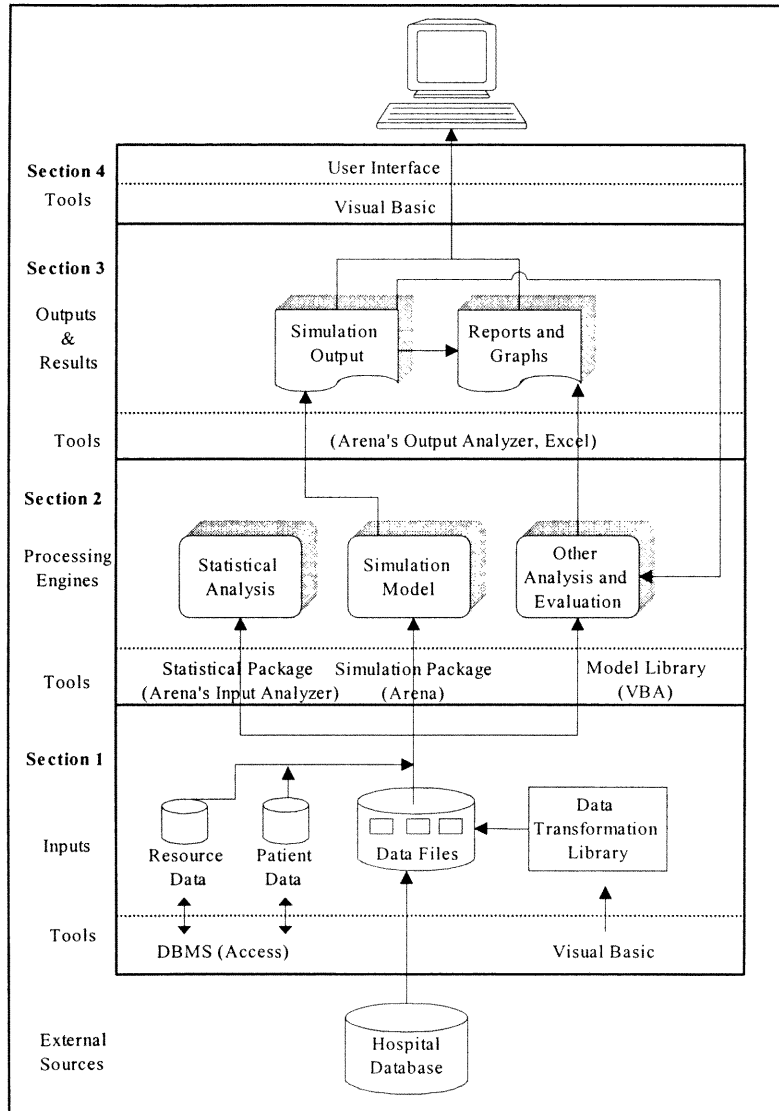 Section 4
User Interface
Tools
Visual Basic
Section 3
Outputs
&
Results
Simulation
Output
Reports and
Graphs
Tools
(Arena's Output Analyzer, Excel)
Section 2
Processing
Engines
Statistical
Analysis
Simulation
Model
Other
Analysis and
Evaluation
Tools
Statistical Package
(Arena's Input Analyzer)
Simulation Package
(Arena)
Model Library
(VBA)
Section 1
Inputs
Resource
Data
Patient
Data
Data Files
Data
Transformation
Library
Tools
DBMS (Access)
Visual Basic
External
Sources
Hospital
Database